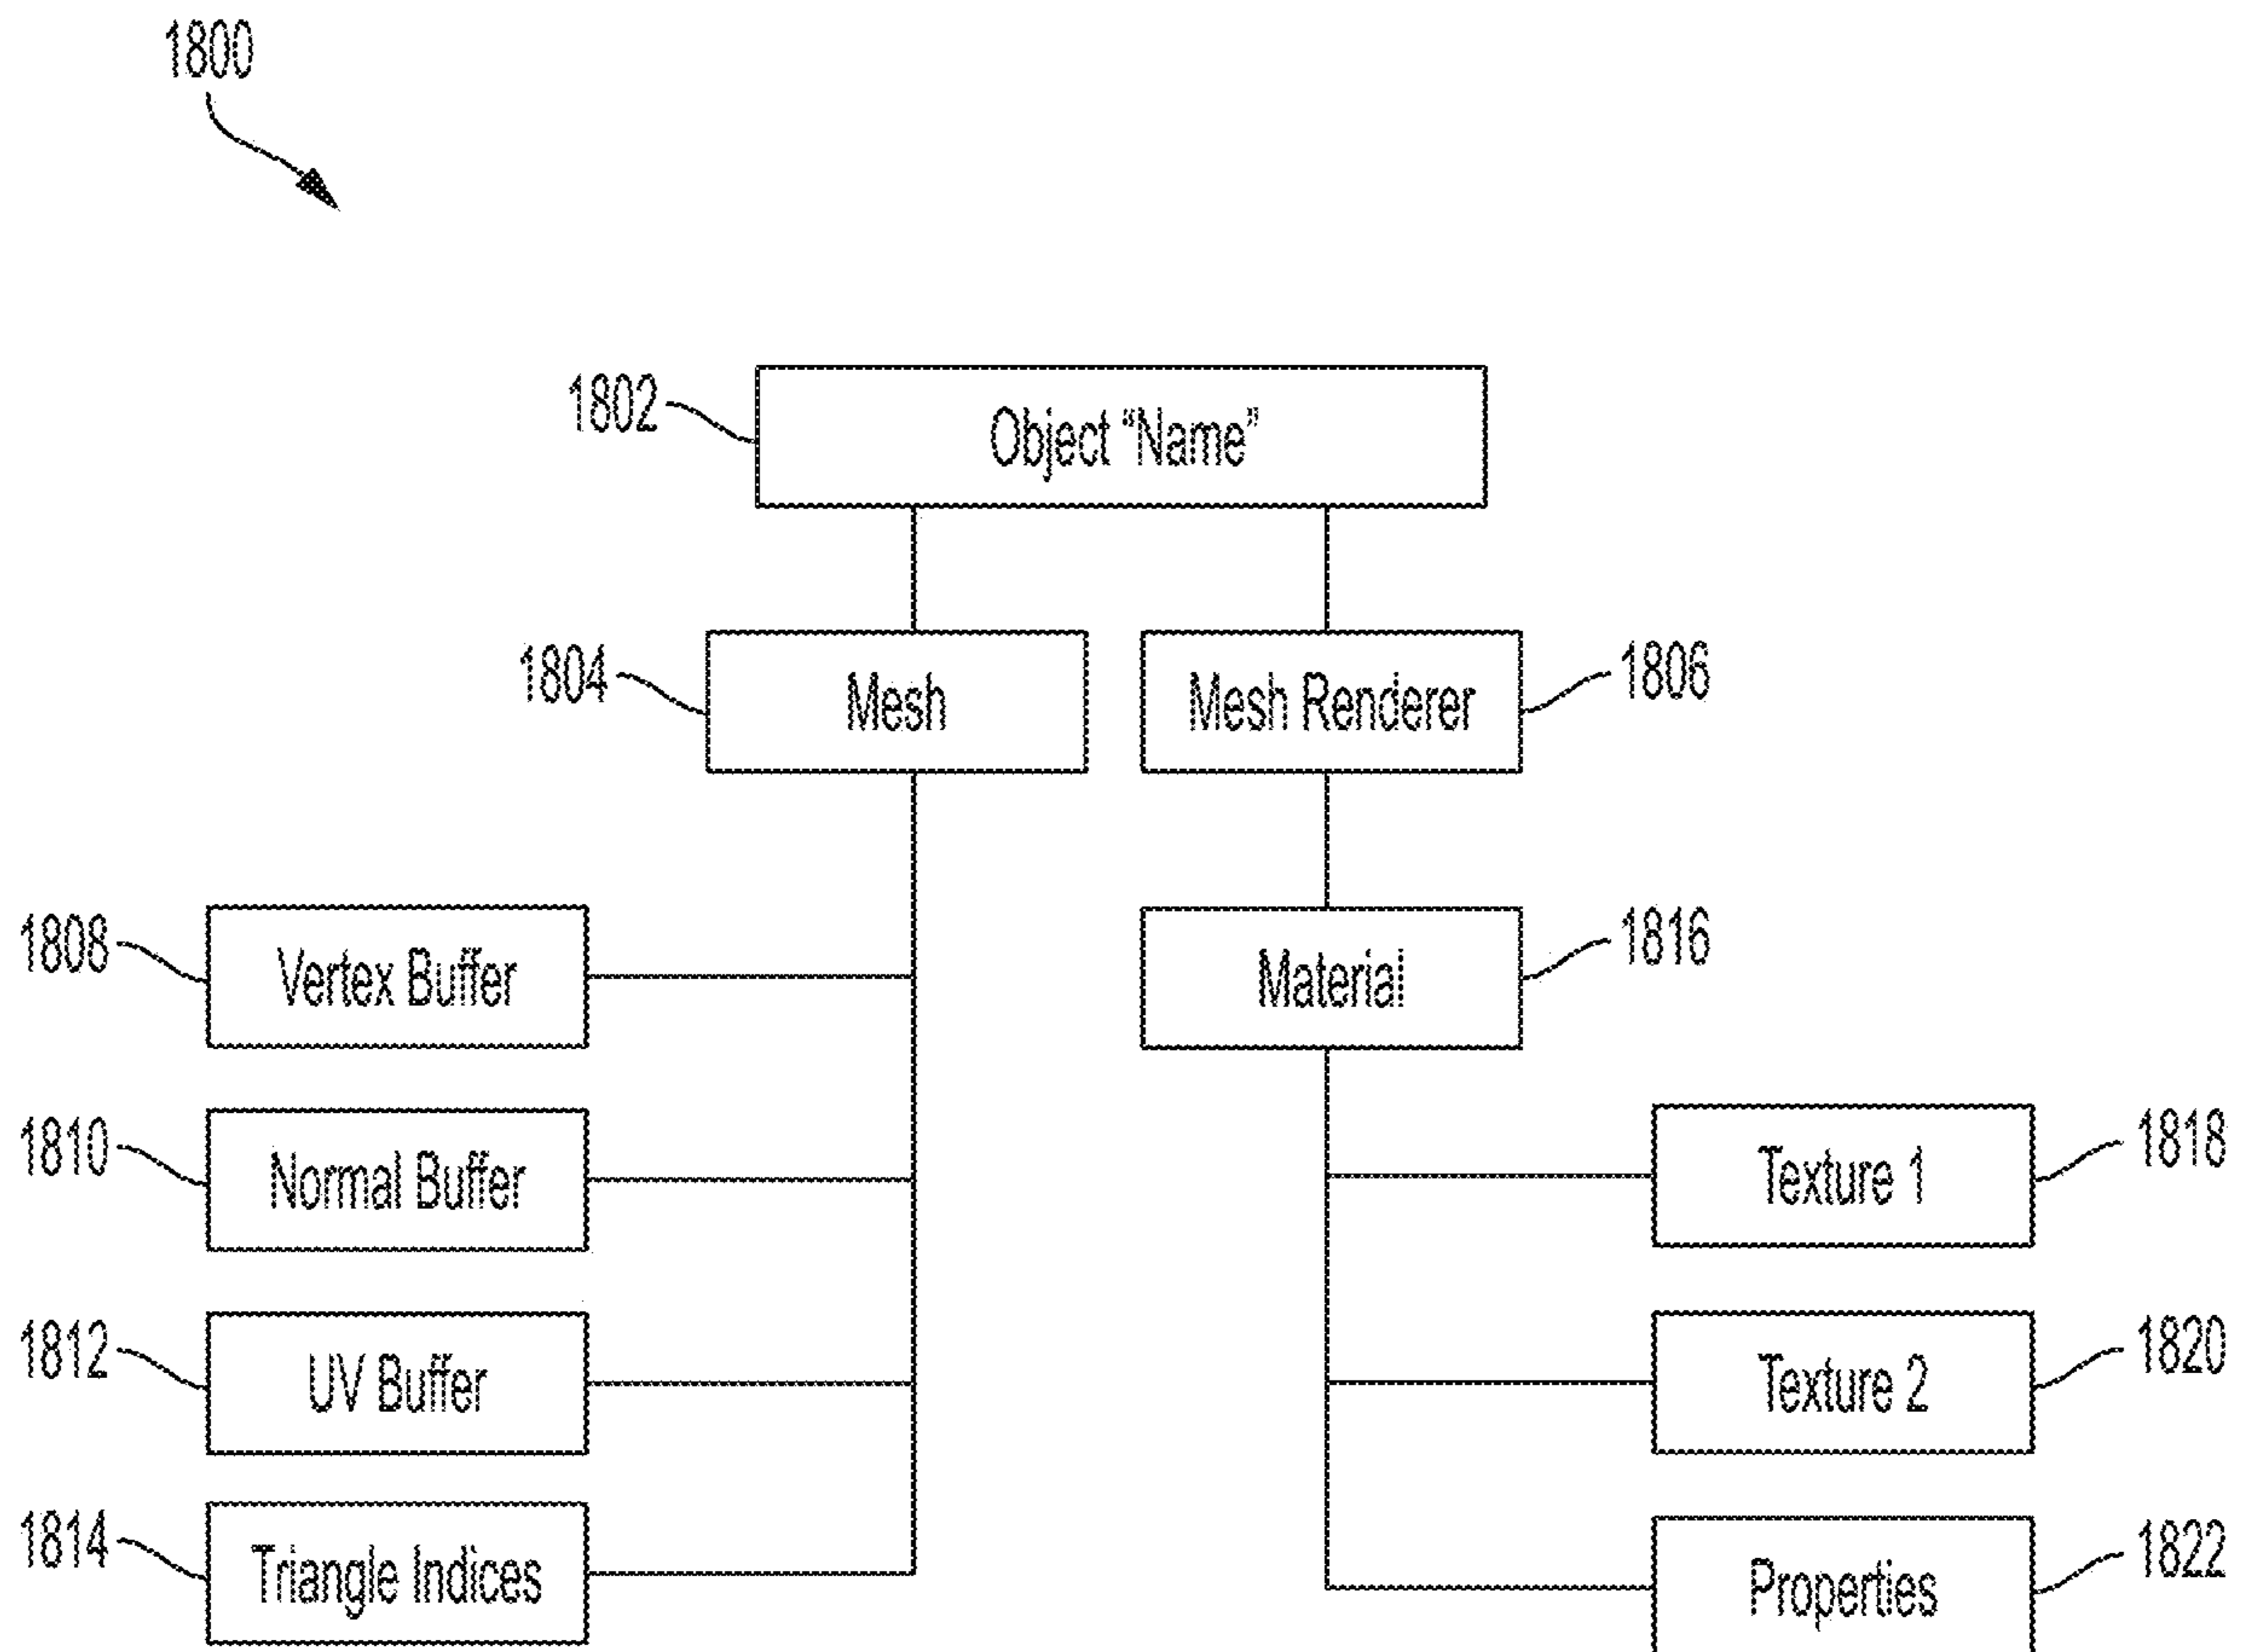 1800
1802
Object “Name”
1804
Mesh
Mesh Renderer
1806
1808
Vertex Buffer
Material
1816
1810
Normal Buffer
Texture 1
1818
1812
UV Buffer
Texture 2
1820
1814
Triangle Indices
Properties
1822